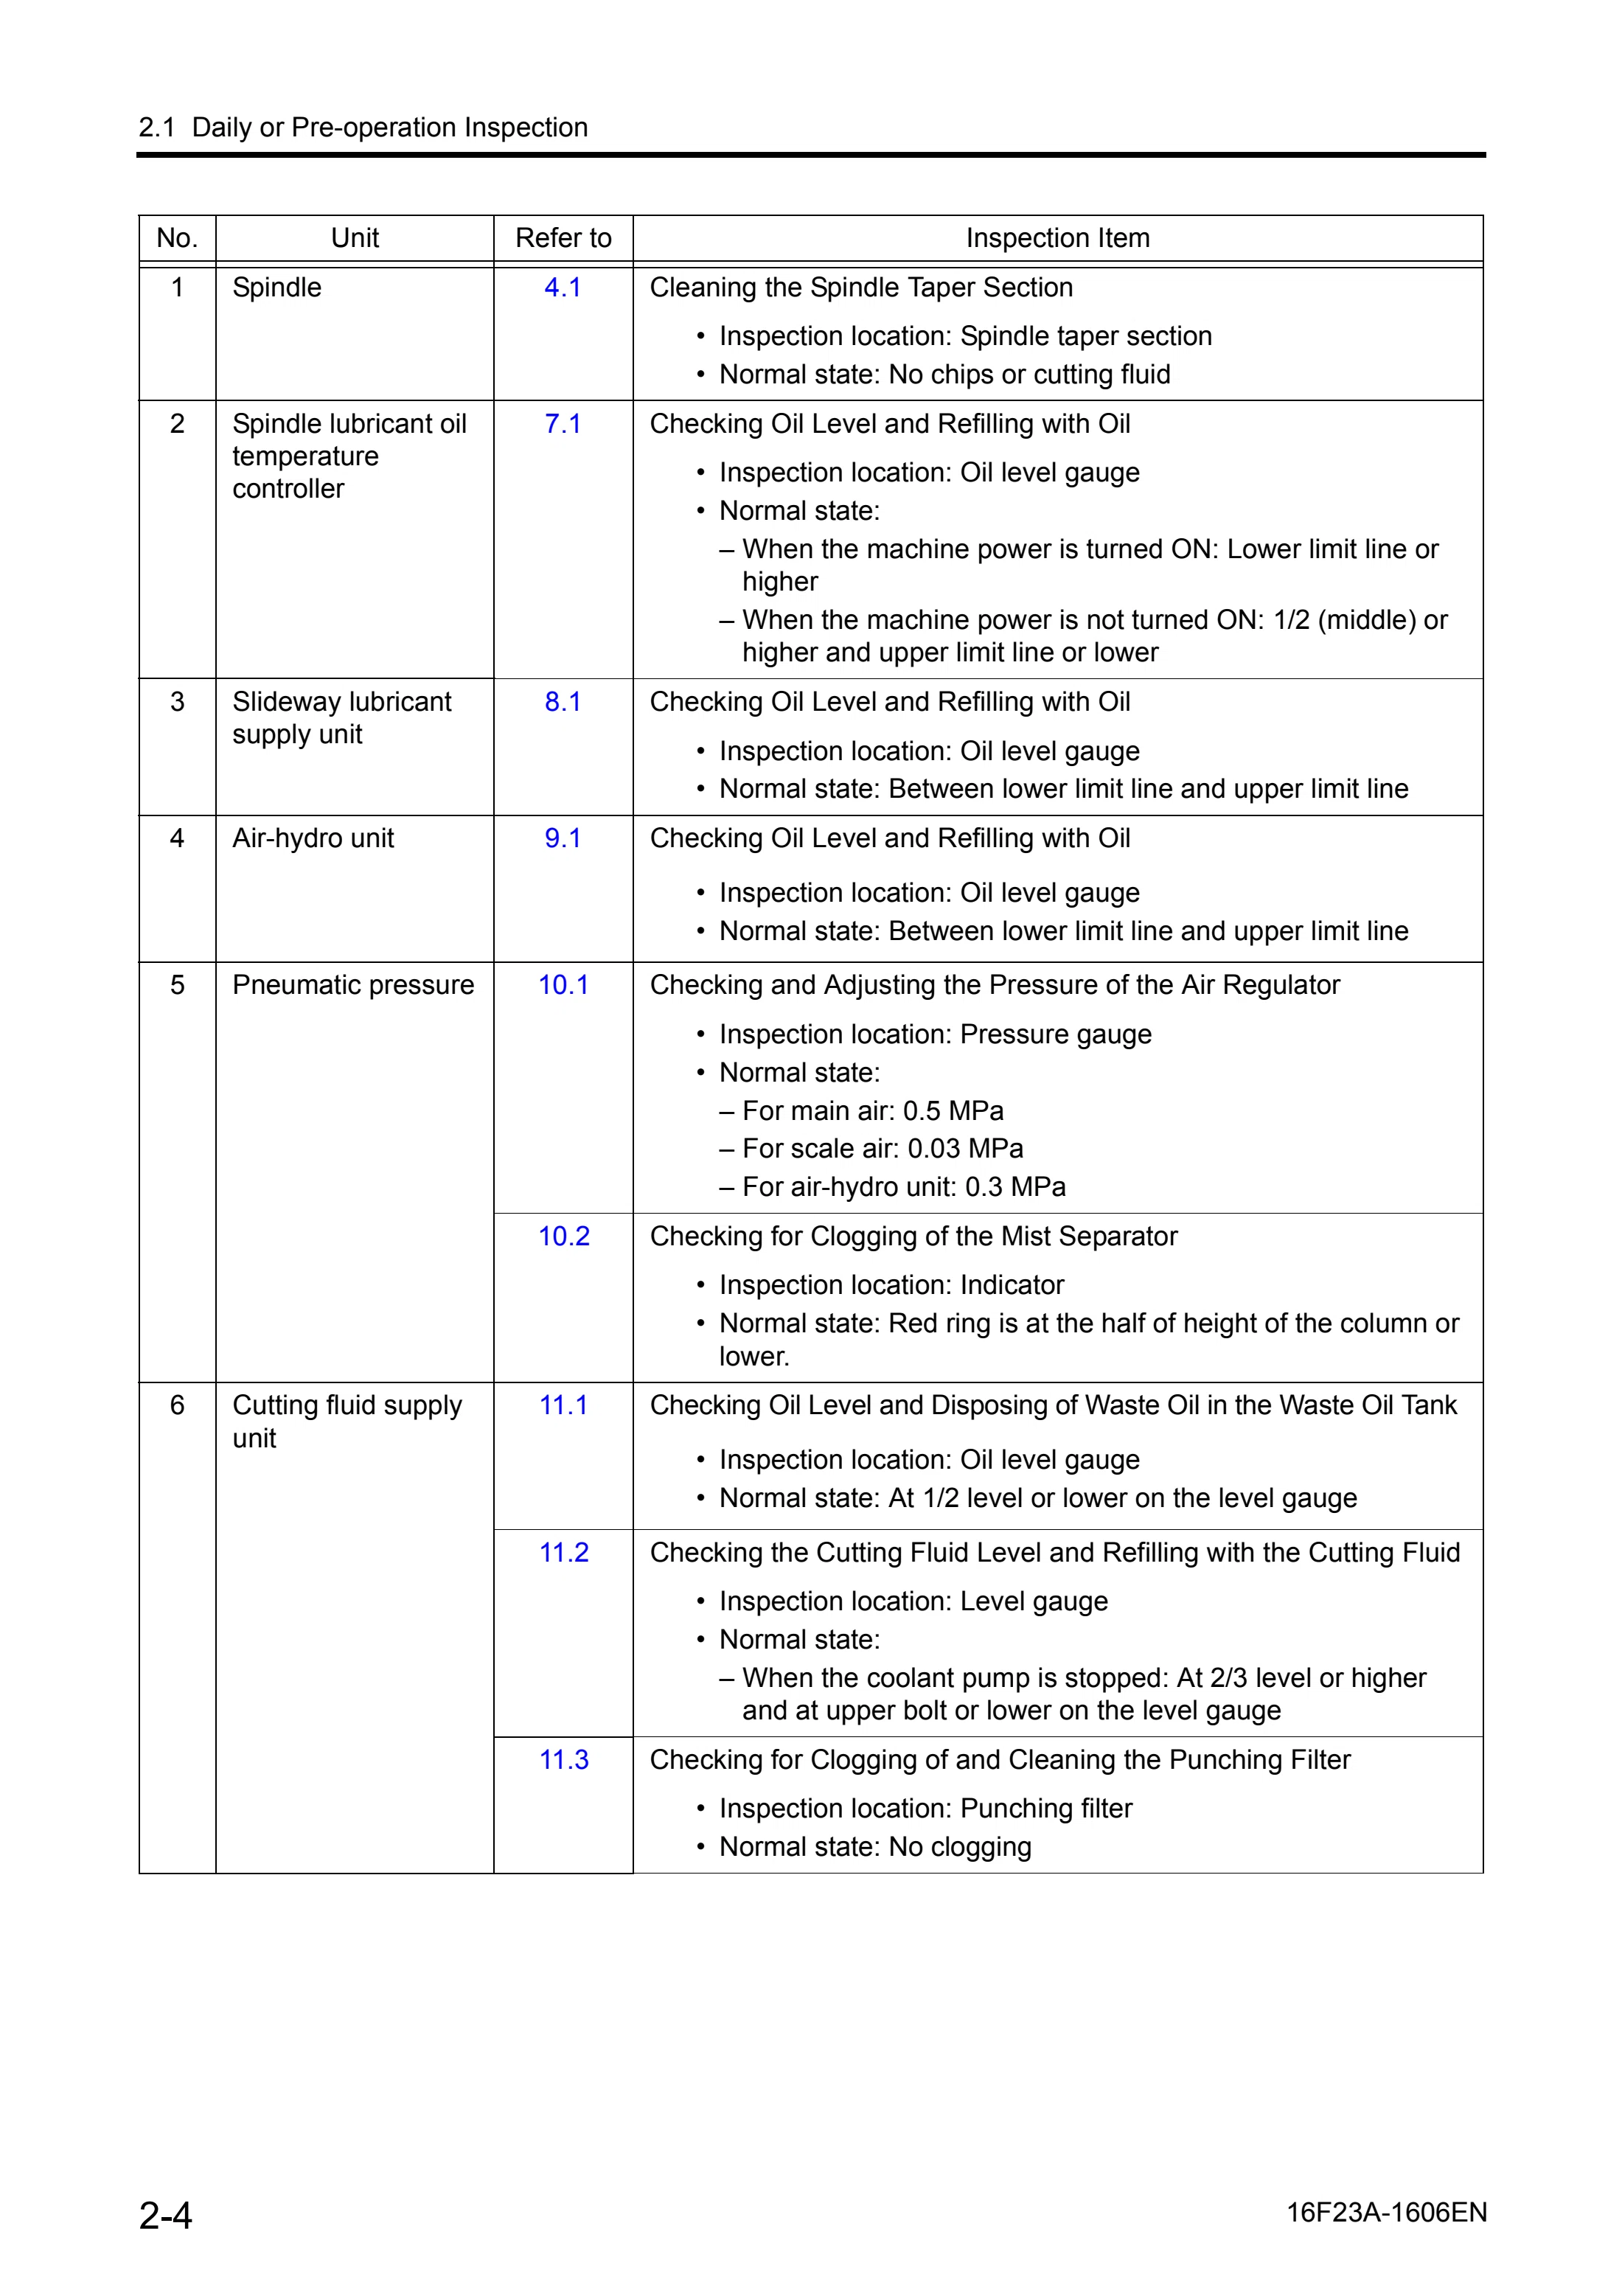 2.1 Daily or Pre-operation Inspection
No. Unit Refer to Inspection Item
1 Spindle 4.1 Cleaning the Spindle Taper Section
• Inspection location: Spindle taper section
• Normal state: No chips or cutting fluid
2 Spindle lubricant oil 7.1 Checking Oil Level and Refilling with Oil
temperature
controller
• Inspection location: Oil level gauge
• Normal state:
– When the machine power is turned ON: Lower limit line or
higher
– When the machine power is not turned ON: 1/2 (middle) or
higher and upper limit line or lower
3 Slideway lubricant 8.1 Checking Oil Level and Refilling with Oil
supply unit
• Inspection location: Oil level gauge
• Normal state: Between lower limit line and upper limit line
4 Air-hydro unit 9.1 Checking Oil Level and Refilling with Oil
• Inspection location: Oil level gauge
• Normal state: Between lower limit line and upper limit line
5 Pneumatic pressure 10.1 Checking and Adjusting the Pressure of the Air Regulator
• Inspection location: Pressure gauge
• Normal state:
– For main air: 0.5 MPa
– For scale air: 0.03 MPa
– For air-hydro unit: 0.3 MPa
10.2 Checking for Clogging of the Mist Separator
• Inspection location: Indicator
• Normal state: Red ring is at the half of height of the column or
lower.
6 Cutting fluid supply 11.1 Checking Oil Level and Disposing of Waste Oil in the Waste Oil Tank
unit
• Inspection location: Oil level gauge
• Normal state: At 1/2 level or lower on the level gauge
11.2 Checking the Cutting Fluid Level and Refilling with the Cutting Fluid
• Inspection location: Level gauge
• Normal state:
– When the coolant pump is stopped: At 2/3 level or higher
and at upper bolt or lower on the level gauge
11.3 Checking for Clogging of and Cleaning the Punching Filter
• Inspection location: Punching filter
• Normal state: No clogging
2-4 16F23A-1606EN